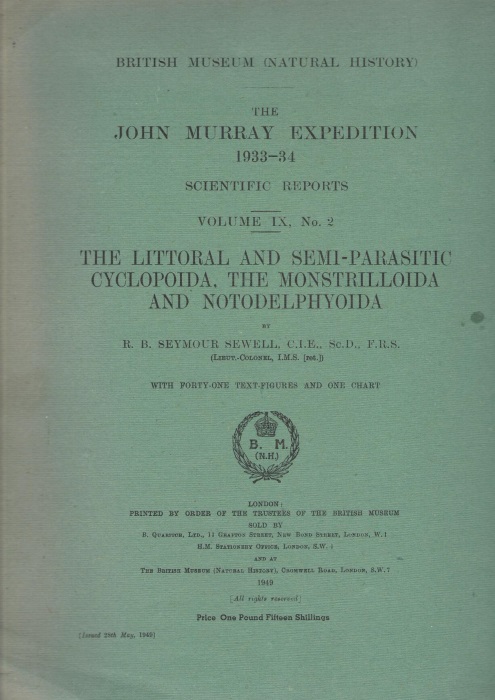 BRITISH MUSEUM (NATURAL HISTORY)
THE
JOHN MURRAY EXPEDITION
1933–34
SCIENTIFIC REPORTS
VOLUME IX, No. 2
THE LITTORAL AND SEMI-PARASITIC
CYCLOPOIDA, THE MONSTRILLOIDA
AND NOTODELPHYOIDA
BY
R. B. SEYMOUR SEWELL, C.I.E., Sc.D., F.R.S.
(Lieut.-Colonel, I.M.S. [ret.])
WITH FORTY-ONE TEXT-FIGURES AND ONE CHART
B. M.
(N.H.)
LONDON:
PRINTED BY ORDER OF THE TRUSTEES OF THE BRITISH MUSEUM
SOLD BY
B. Quaritch, Ltd., 11 Grafton Street, New Bond Street, London, W.1
H.M. Stationery Office, London, S.W.1
AND AT
The British Museum (Natural History), Cromwell Road, London, S.W.7
1949
[All rights reserved]
Price One Pound Fifteen Shillings
[Issued May, 1949]